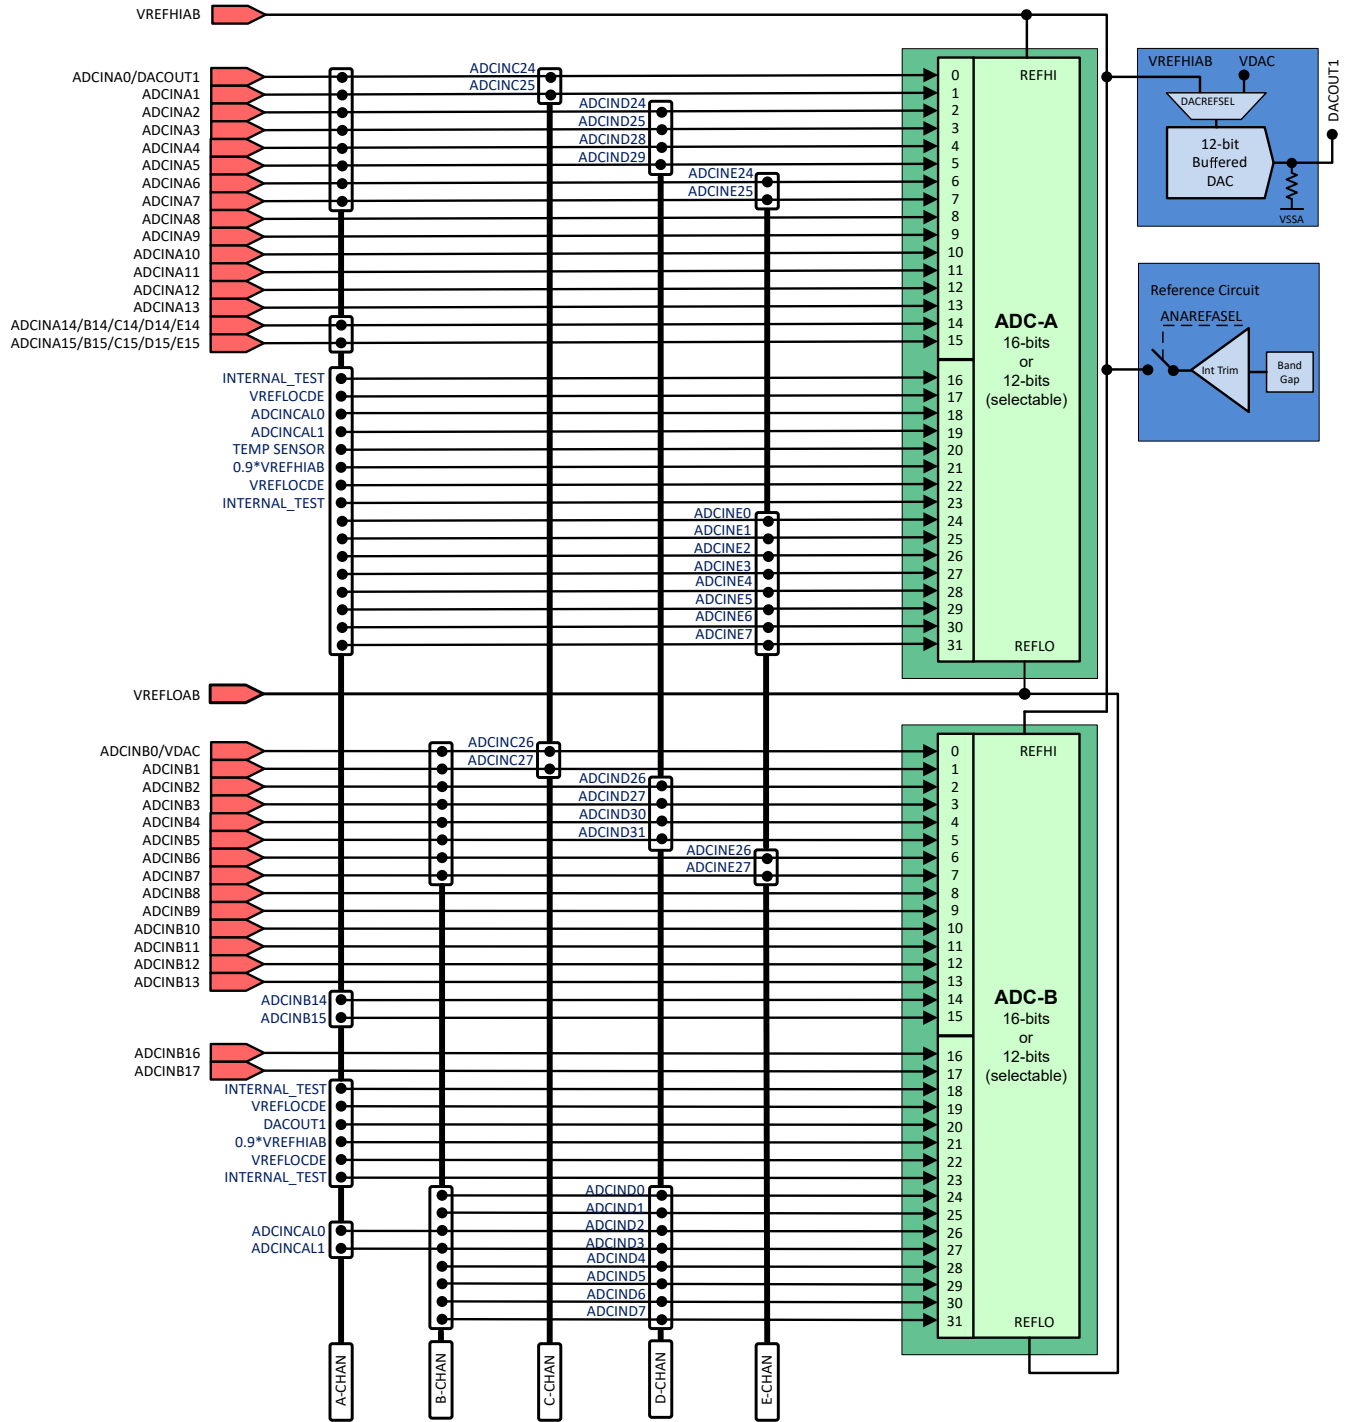 VREFHIAB
ADCINA0/DACOUT1
ADCINA1
ADCINA2
ADCINA3
ADCINA4
ADCINA5
ADCINA6
ADCINA7
ADCINA8
ADCINA9
ADCINA10
ADCINA11
ADCINA12
ADCINA13
ADCINA14/B14/C14/D14/E14
ADCINA15/B15/C15/D15/E15
INTERNAL_TEST
VREFLOCDE
ADCINCAL0
ADCINCAL1
TEMP SENSOR
0.9*VREFHIAB
VREFLOCDE
INTERNAL_TEST
ADCINC24
ADCINC25
ADCIND24
ADCIND25
ADCIND28
ADCIND29
ADCINE24
ADCINE25
ADCINE0
ADCINE1
ADCINE2
ADCINE3
ADCINE4
ADCINE5
ADCINE6
ADCINE7
0
1
2
3
4
5
6
7
8
9
10
11
12
13
14
15
16
17
18
19
20
21
22
23
24
25
26
27
28
29
30
31
REFHI
ADC-A
16-bits
or
12-bits
(selectable)
REFLO
VREFHIAB
VDAC
DACREFSEL
12-bit
Buffered
DAC
VSSA
DACOUT1
Reference Circuit
ANAREFASEL
Int Trim
Band
Gap
VREFLOAB
ADCINB0/VDAC
ADCINB1
ADCINB2
ADCINB3
ADCINB4
ADCINB5
ADCINB6
ADCINB7
ADCINB8
ADCINB9
ADCINB10
ADCINB11
ADCINB12
ADCINB13
ADCINB14
ADCINB15
ADCINB16
ADCINB17
INTERNAL_TEST
VREFLOCDE
DACOUT1
0.9*VREFHIAB
VREFLOCDE
INTERNAL_TEST
ADCINCAL0
ADCINCAL1
ADCINC26
ADCINC27
ADCIND26
ADCIND27
ADCIND30
ADCIND31
ADCINE26
ADCINE27
ADCIND0
ADCIND1
ADCIND2
ADCIND3
ADCIND4
ADCIND5
ADCIND6
ADCIND7
0
1
2
3
4
5
6
7
8
9
10
11
12
13
14
15
16
17
18
19
20
21
22
23
24
25
26
27
28
29
30
31
REFHI
ADC-B
16-bits
or
12-bits
(selectable)
REFLO
A-CHAN
B-CHAN
C-CHAN
D-CHAN
E-CHAN